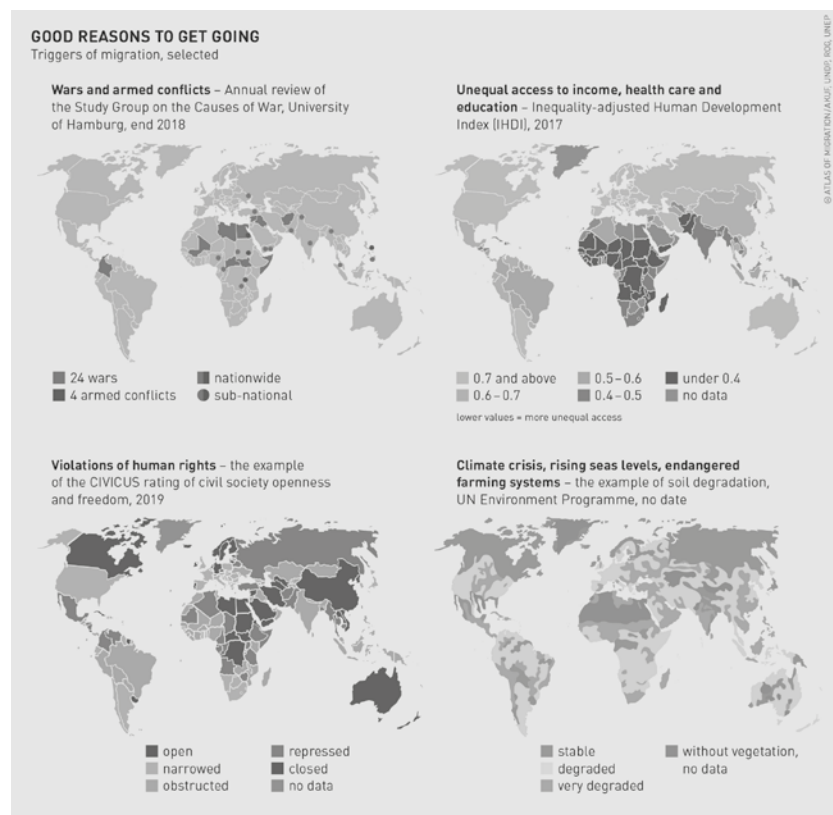 GOOD REASONS TO GET GOING
Triggers of migration, selected
Wars and armed conflicts – Annual review of
the Study Group on the Causes of War, University
of Hamburg, end 2018
24 wars
4 armed conflicts
nationwide
sub-national
Unequal access to income, health care and
education – Inequality-adjusted Human Development
Index (IHDI), 2017
0.7 and above
0.6–0.7
0.5–0.6
0.4–0.5
under 0.4
no data
lower values = more unequal access
Violations of human rights – the example
of the CIVICUS rating of civil society openness
and freedom, 2019
open
narrowed
obstructed
repressed
closed
no data
Climate crisis, rising seas levels, endangered
farming systems – the example of soil degradation,
UN Environment Programme, no date
stable
degraded
very degraded
without vegetation,
no data
© ATLAS OF MIGRATION / AKUF, UNDP, ROG, UNEP